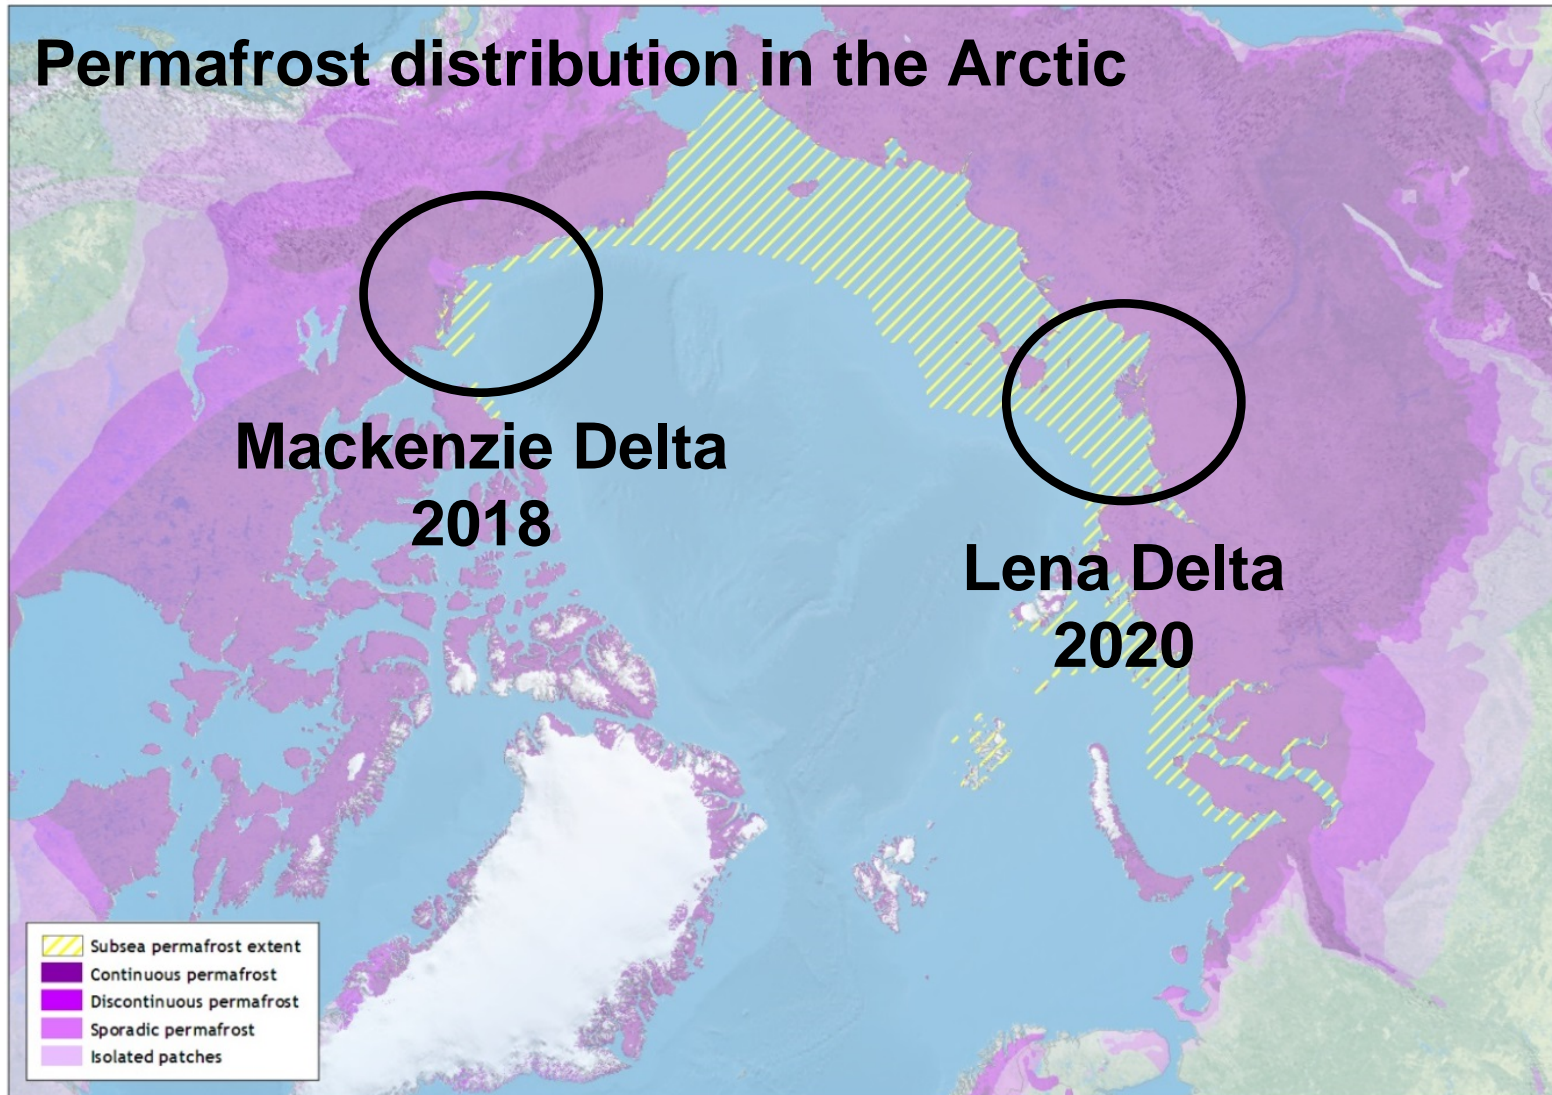 Permafrost distribution in the Arctic
Mackenzie Delta
2018
Lena Delta
2020
Subsea permafrost extent
Continuous permafrost
Discontinuous permafrost
Sporadic permafrost
Isolated patches